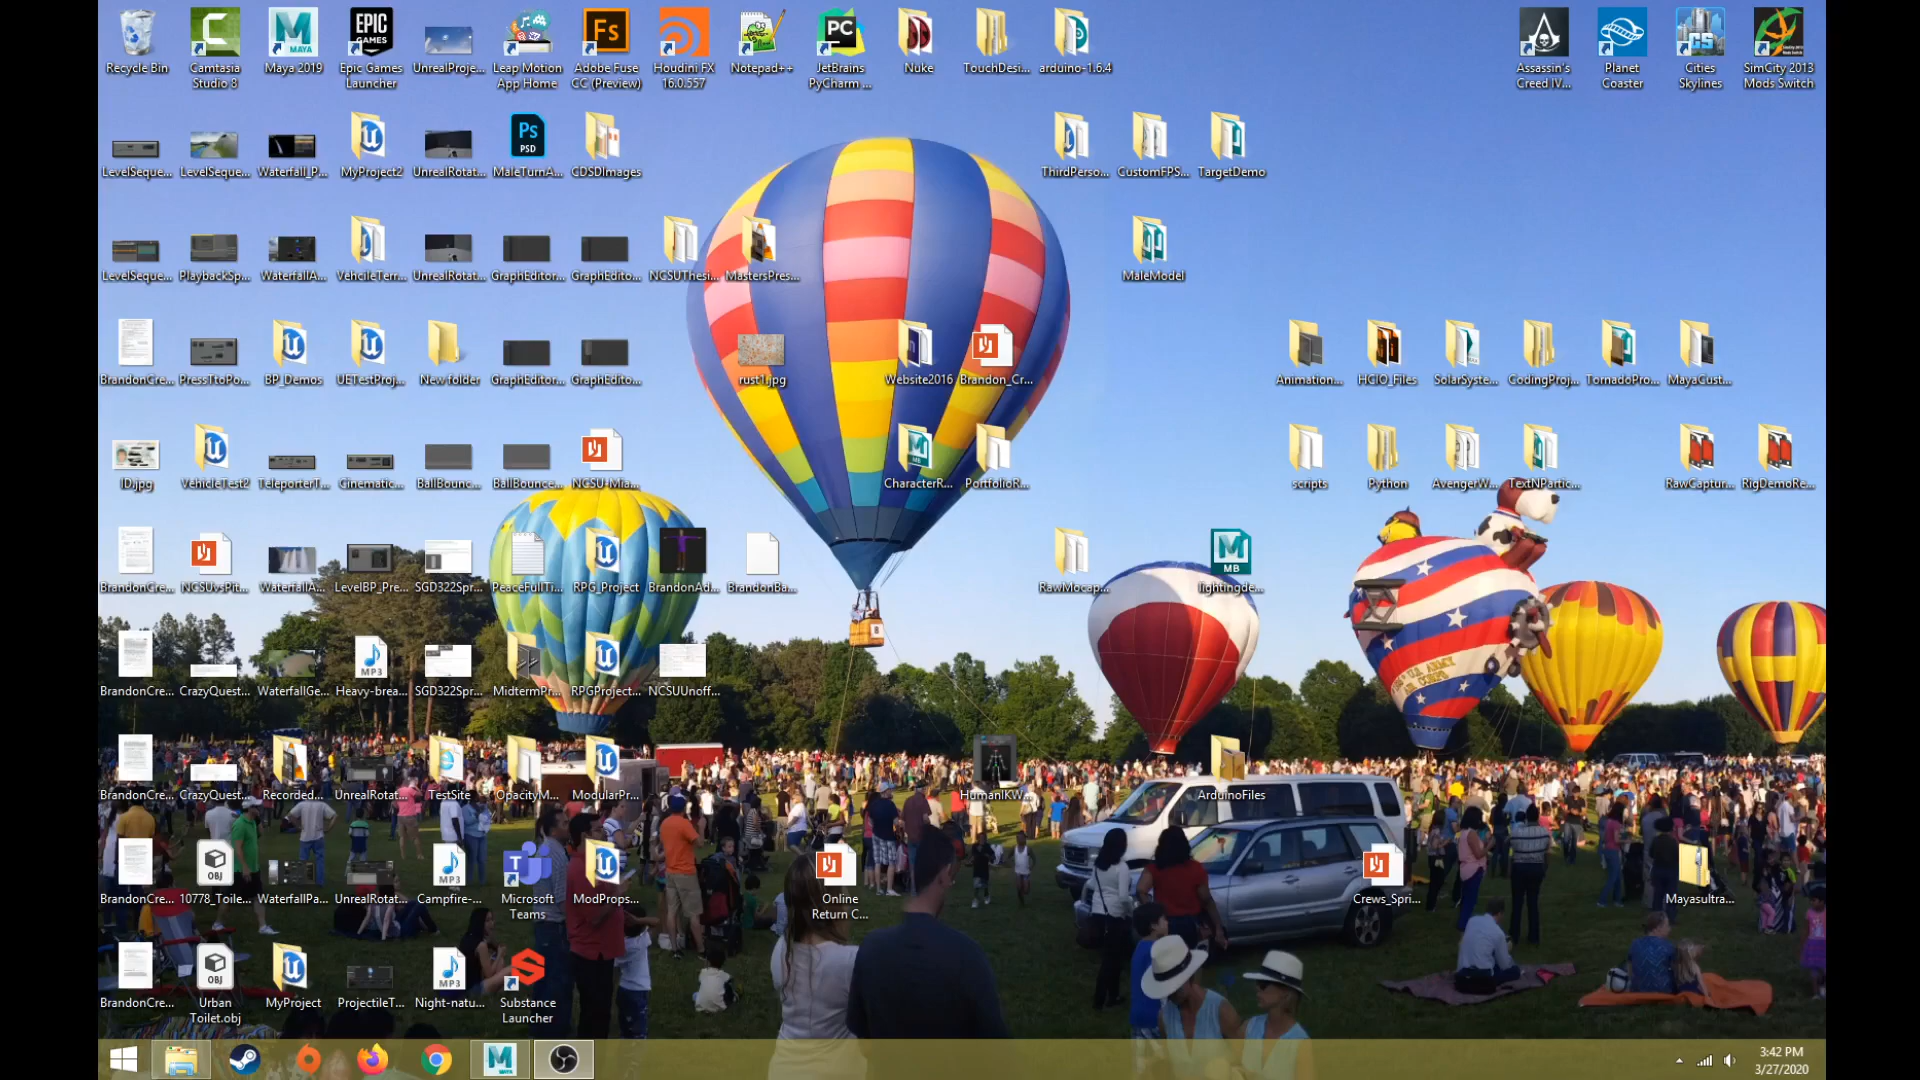 Recycle Bin
Camtasia Studio 8
Maya 2019
Epic Games Launcher
UnrealProje...
Leap Motion App Home
Adobe Fuse CC (Preview)
Houdini FX 16.0.557
Notepad++
JetBrains PyCharm ...
Nuke
TouchDesi...
arduino-1.6.4
Assassin's Creed IV...
Planet Coaster
Cities Skylines
SimCity 2013 Mods Switch
LevelSeque...
LevelSeque...
Waterfall_P...
MyProject2
UnrealRotat...
MaleTurnA...
CDSDImages
ThirdPerso...
CustomFPS...
TargetDemo
LevelSeque...
PlaybackSp...
WaterfallA...
VehcileTerr...
UnrealRotat...
GraphEditor...
GraphEdito...
NCSUThesi...
MastersPres...
MaleModel
BrandonCre...
PressTtoPo...
BP_Demos
UETestProj...
New folder
GraphEditor...
GraphEdito...
rust1.jpg
Website2016
Brandon_Cr...
Animation...
HCIO_Files
SolarSyste...
CodingProj...
TornadoPro...
MayaCust...
ID.jpg
VehicleTest2
TeleporterT...
Cinematic...
BallBounc...
BallBounce...
NCSU-Mia...
CharacterR...
PortfolioR...
scripts
Python
AvengerW...
TextNPartic...
RawCaptur...
RigDemoRe...
BrandonCre...
NCSUvsPit...
WaterfallA...
LevelBP_Pre...
SGD322Spr...
PeaceFullTi...
RPG_Project
BrandonAd...
BrandonBa...
RawMocap...
lightingde...
BrandonCre...
CrazyQuest...
WaterfallGe...
Heavy-brea...
SGD322Spr...
MidtermPr...
RPGProject...
NCSUUnoff...
BrandonCre...
CrazyQuest...
Recorded...
UnrealRotat...
TestSite
OpacityM...
ModularPr...
HumanIKW...
ArduinoFiles
BrandonCre...
10778_Toile...
WaterfallPa...
UnrealRotat...
Campfire-...
Microsoft Teams
ModProps...
Online Return C...
Crews_Spri...
Mayasultra...
BrandonCre...
Urban Toilet.obj
MyProject
ProjectileT...
Night-natu...
Substance Launcher
3:42 PM
3/27/2020